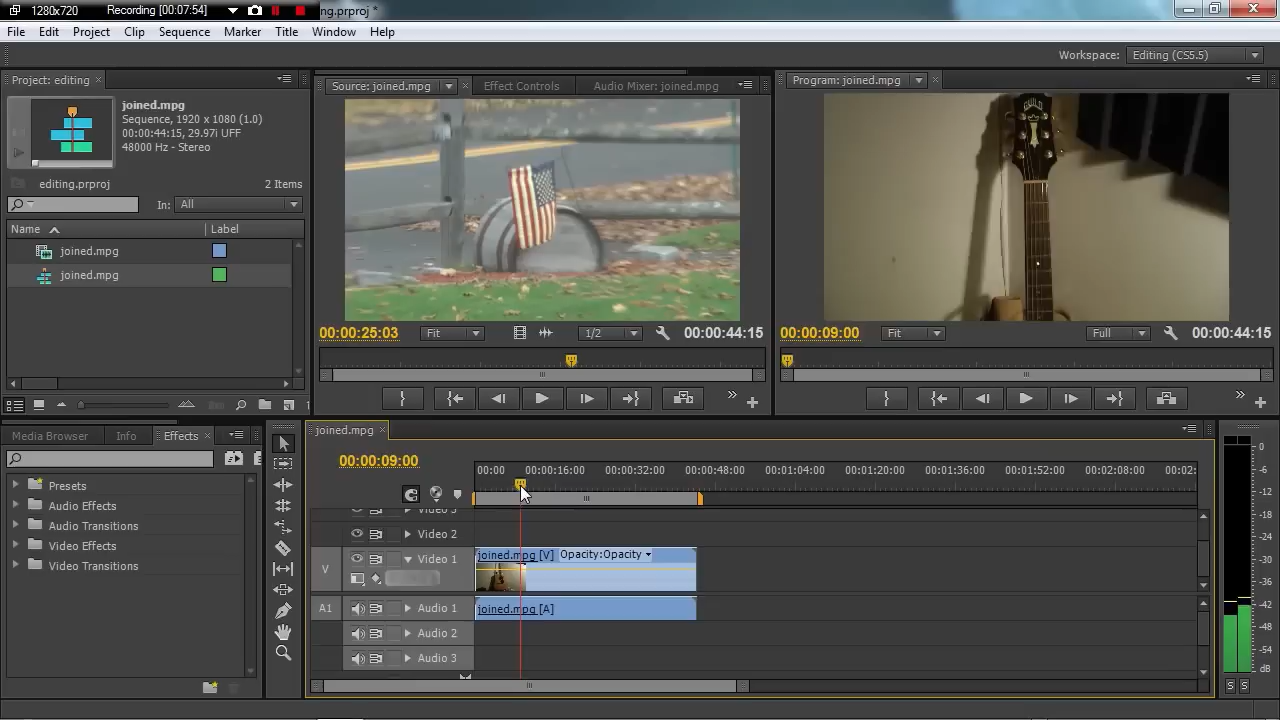 1280x720 Recording [00:07:54] ng.prproj *
File Edit Project Clip Sequence Marker Title Window Help
Workspace: Editing (CS5.5)
Project: editing
joined.mpg
Sequence, 1920 x 1080 (1.0)
00:00:44:15, 29.97i UFF
48000 Hz - Stereo
editing.prproj 2 Items
In: All
Name Label
joined.mpg
joined.mpg
Source: joined.mpg Effect Controls Audio Mixer: joined.mpg
00:00:25:03 Fit 1/2 00:00:44:15
Program: joined.mpg
GUILD
00:00:09:00 Fit Full 00:00:44:15
Media Browser Info Effects
Presets
Audio Effects
Audio Transitions
Video Effects
Video Transitions
joined.mpg
00:00:09:00
00:00 00:00:16:00 00:00:32:00 00:00:48:00 00:01:04:00 00:01:20:00 00:01:36:00 00:01:52:00 00:02:08:00 00:02:
Video 3
Video 2
V Video 1 joined.mpg [V] Opacity:Opacity
A1 Audio 1 joined.mpg [A]
Audio 2
Audio 3
0
-6
-12
-18
-24
-30
-36
-42
-48
-54
dB
S S